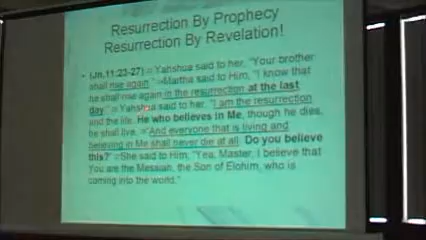 Resurrection By Prophecy
Resurrection By Revelation!
• (Jn.11:23-27) 23 Yahshua said to her, "Your brother
shall rise again." 24 Martha said to Him, "I know that
he shall rise again in the resurrection at the last
day." 25 Yahshua said to her, "I am the resurrection
and the life. He who believes in Me, though he dies,
he shall live. 26 "And everyone that is living and
believing in Me shall never die at all. Do you believe
this?" 27 She said to Him, "Yea, Master, I believe that
You are the Messiah, the Son of Elohim, who is
coming into the world."